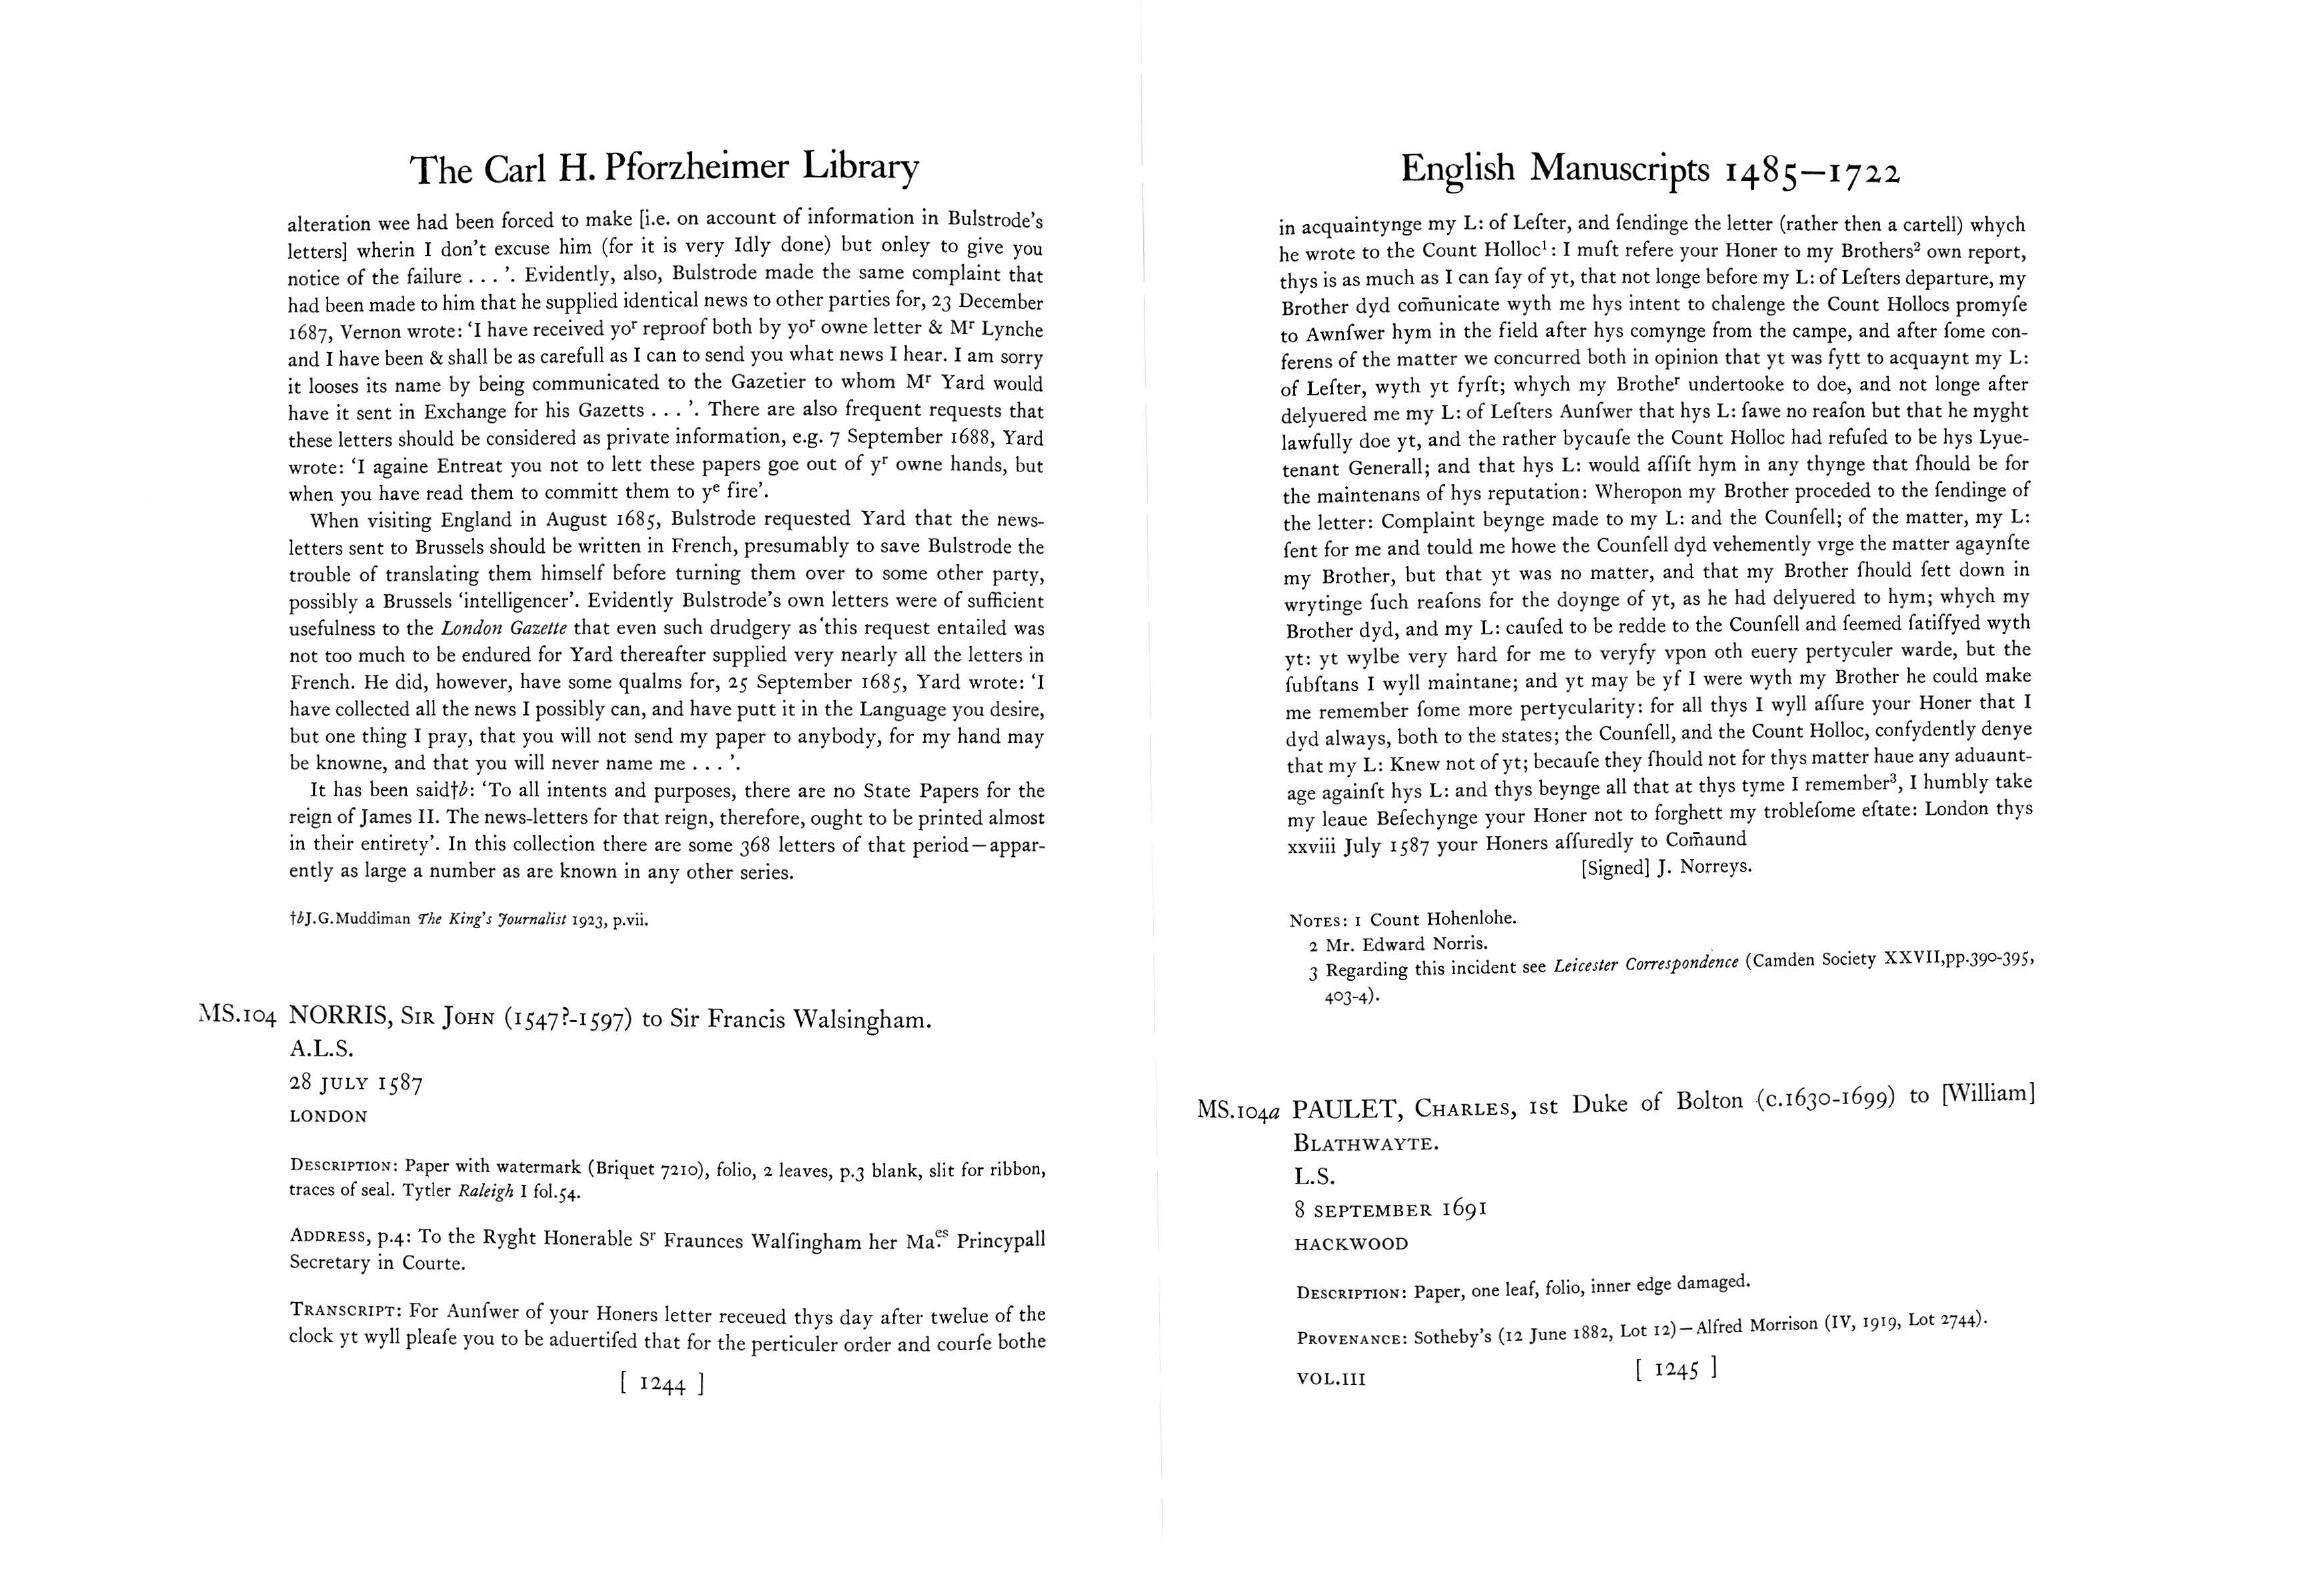 The Carl H. Pforzheimer Library
alteration wee had been forced to make [i.e. on account of information in Bulstrode's
letters] wherin I don't excuse him (for it is very Idly done) but onley to give you
notice of the failure . . . '. Evidently, also, Bulstrode made the same complaint that
had been made to him that he supplied identical news to other parties for, 23 December
1687, Vernon wrote: 'I have received yoʳ reproof both by yoʳ owne letter & Mʳ Lynche
and I have been & shall be as carefull as I can to send you what news I hear. I am sorry
it looses its name by being communicated to the Gazetier to whom Mʳ Yard would
have it sent in Exchange for his Gazetts . . . '. There are also frequent requests that
these letters should be considered as private information, e.g. 7 September 1688, Yard
wrote: 'I againe Entreat you not to lett these papers goe out of yʳ owne hands, but
when you have read them to committ them to yᵉ fire'.
When visiting England in August 1685, Bulstrode requested Yard that the news-
letters sent to Brussels should be written in French, presumably to save Bulstrode the
trouble of translating them himself before turning them over to some other party,
possibly a Brussels 'intelligencer'. Evidently Bulstrode's own letters were of sufficient
usefulness to the London Gazette that even such drudgery as this request entailed was
not too much to be endured for Yard thereafter supplied very nearly all the letters in
French. He did, however, have some qualms for, 25 September 1685, Yard wrote: 'I
have collected all the news I possibly can, and have putt it in the Language you desire,
but one thing I pray, that you will not send my paper to anybody, for my hand may
be knowne, and that you will never name me . . . '.
It has been said†b: 'To all intents and purposes, there are no State Papers for the
reign of James II. The news-letters for that reign, therefore, ought to be printed almost
in their entirety'. In this collection there are some 368 letters of that period—appar-
ently as large a number as are known in any other series.
†bJ.G.Muddiman The King's Journalist 1923, p.vii.
MS.104 NORRIS, Sir John (1547?-1597) to Sir Francis Walsingham.
A.L.S.
28 JULY 1587
LONDON
Description: Paper with watermark (Briquet 7210), folio, 2 leaves, p.3 blank, slit for ribbon,
traces of seal. Tytler Raleigh I fol.54.
Address, p.4: To the Ryght Honerable Sʳ Fraunces Walſingham her Ma.ᵉˢ Princypall
Secretary in Courte.
Transcript: For Aunſwer of your Honers letter receued thys day after twelue of the
clock yt wyll pleaſe you to be aduertiſed that for the perticuler order and courſe bothe
[ 1244 ]
English Manuscripts 1485—1722
in acquaintynge my L: of Leſter, and ſendinge the letter (rather then a cartell) whych
he wrote to the Count Holloc¹: I muſt refere your Honer to my Brothers² own report,
thys is as much as I can ſay of yt, that not longe before my L: of Leſters departure, my
Brother dyd com̄unicate wyth me hys intent to chalenge the Count Hollocs promyſe
to Awnſwer hym in the field after hys comynge from the campe, and after ſome con-
ferens of the matter we concurred both in opinion that yt was fytt to acquaynt my L:
of Leſter, wyth yt fyrſt; whych my Brotheʳ undertooke to doe, and not longe after
delyuered me my L: of Leſters Aunſwer that hys L: ſawe no reaſon but that he myght
lawfully doe yt, and the rather bycauſe the Count Holloc had refuſed to be hys Lyue-
tenant Generall; and that hys L: would aſſiſt hym in any thynge that ſhould be for
the maintenans of hys reputation: Wheropon my Brother proceded to the ſendinge of
the letter: Complaint beynge made to my L: and the Counſell; of the matter, my L:
ſent for me and tould me howe the Counſell dyd vehemently vrge the matter agaynſte
my Brother, but that yt was no matter, and that my Brother ſhould ſett down in
wrytinge ſuch reaſons for the doynge of yt, as he had delyuered to hym; whych my
Brother dyd, and my L: cauſed to be redde to the Counſell and ſeemed ſatiſfyed wyth
yt: yt wylbe very hard for me to veryfy vpon oth euery pertyculer warde, but the
ſubſtans I wyll maintane; and yt may be yf I were wyth my Brother he could make
me remember ſome more pertycularity: for all thys I wyll aſſure your Honer that I
dyd always, both to the states; the Counſell, and the Count Holloc, confydently denye
that my L: Knew not of yt; becauſe they ſhould not for thys matter haue any aduaunt-
age againſt hys L: and thys beynge all that at thys tyme I remember³, I humbly take
my leaue Beſechynge your Honer not to forghett my trobleſome eſtate: London thys
xxviii July 1587 your Honers aſſuredly to Com̄aund
[Signed] J. Norreys.
Notes: 1 Count Hohenlohe.
2 Mr. Edward Norris.
3 Regarding this incident see Leicester Correspondence (Camden Society XXVII,pp.390-395,
403-4).
MS.104a PAULET, Charles, 1st Duke of Bolton (c.1630-1699) to [William]
Blathwayte.
L.S.
8 SEPTEMBER 1691
HACKWOOD
Description: Paper, one leaf, folio, inner edge damaged.
Provenance: Sotheby's (12 June 1882, Lot 12)—Alfred Morrison (IV, 1919, Lot 2744).
VOL.III [ 1245 ]